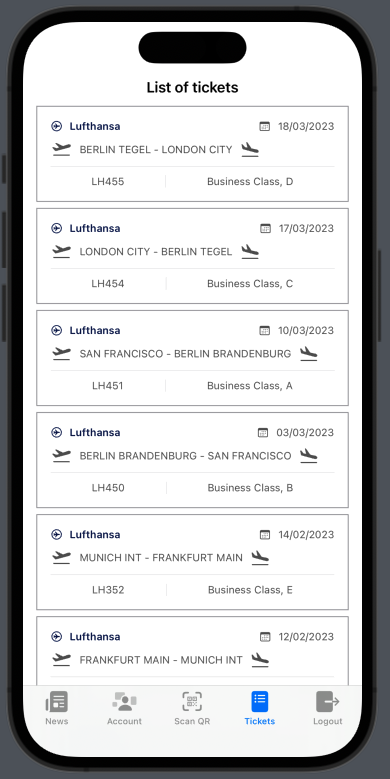 List of tickets
Lufthansa 18/03/2023
BERLIN TEGEL - LONDON CITY
LH455 Business Class, D
Lufthansa 17/03/2023
LONDON CITY - BERLIN TEGEL
LH454 Business Class, C
Lufthansa 10/03/2023
SAN FRANCISCO - BERLIN BRANDENBURG
LH451 Business Class, A
Lufthansa 03/03/2023
BERLIN BRANDENBURG - SAN FRANCISCO
LH450 Business Class, B
Lufthansa 14/02/2023
MUNICH INT - FRANKFURT MAIN
LH352 Business Class, E
Lufthansa 12/02/2023
FRANKFURT MAIN - MUNICH INT
News Account Scan QR Tickets Logout